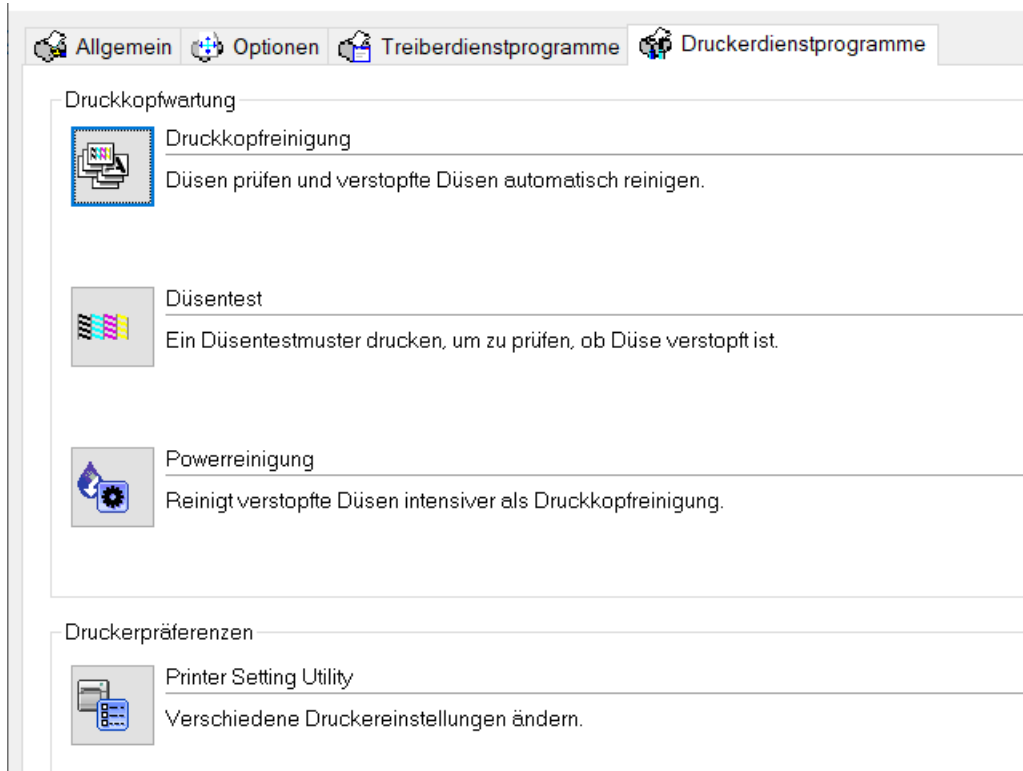 Allgemein Optionen Treiberdienstprogramme Druckerdienstprogramme
Druckkopfwartung
Druckkopfreinigung
Düsen prüfen und verstopfte Düsen automatisch reinigen.
Düsentest
Ein Düsentestmuster drucken, um zu prüfen, ob Düse verstopft ist.
Powerreinigung
Reinigt verstopfte Düsen intensiver als Druckkopfreinigung.
Druckerpräferenzen
Printer Setting Utility
Verschiedene Druckereinstellungen ändern.